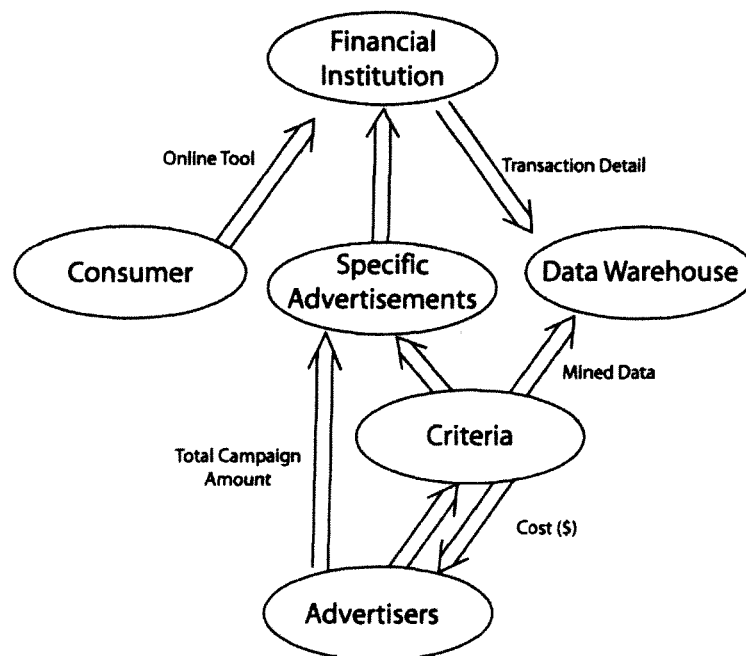 Financial
Institution
Online Tool
Transaction Detail
Consumer
Specific
Advertisements
Data Warehouse
Mined Data
Criteria
Total Campaign
Amount
Cost ($)
Advertisers